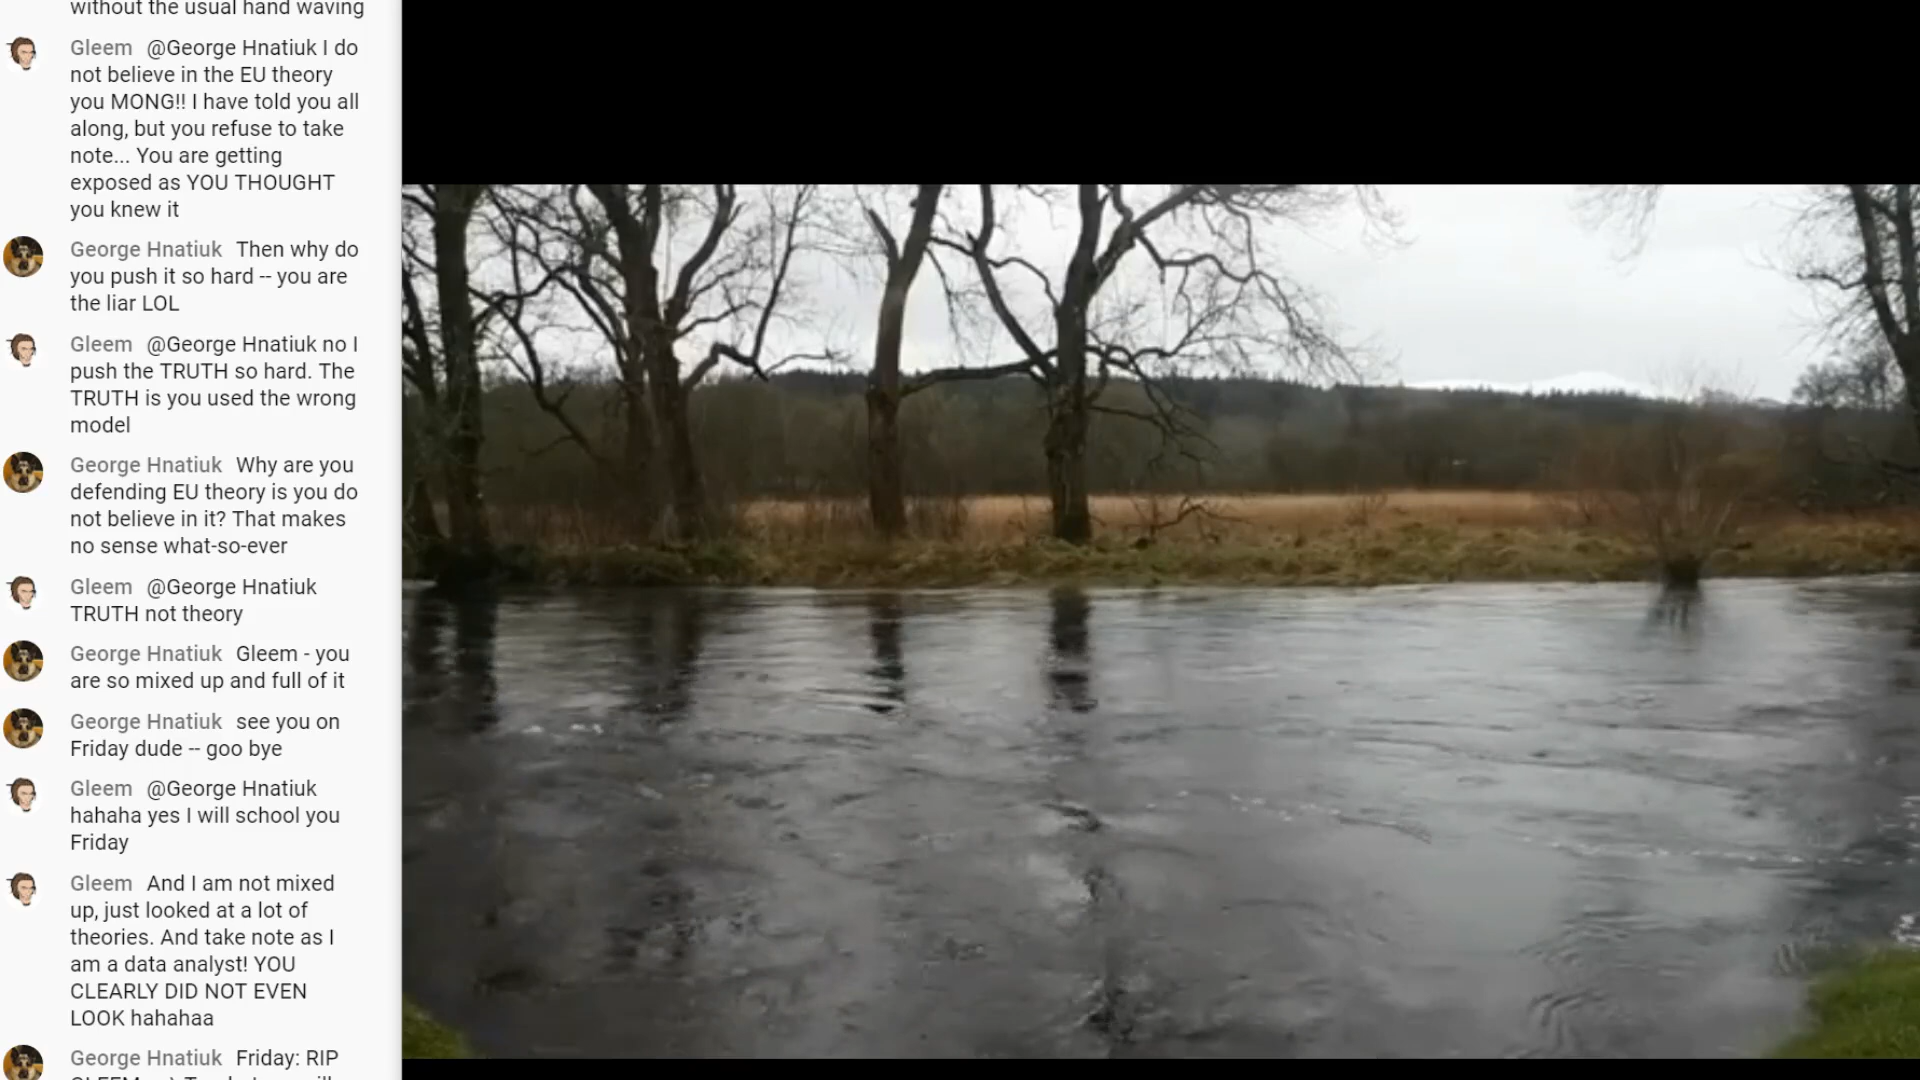 without the usual hand waving
Gleem @George Hnatiuk I do
not believe in the EU theory
you MONG!! I have told you all
along, but you refuse to take
note... You are getting
exposed as YOU THOUGHT
you knew it
George Hnatiuk Then why do
you push it so hard -- you are
the liar LOL
Gleem @George Hnatiuk no I
push the TRUTH so hard. The
TRUTH is you used the wrong
model
George Hnatiuk Why are you
defending EU theory is you do
not believe in it? That makes
no sense what-so-ever
Gleem @George Hnatiuk
TRUTH not theory
George Hnatiuk Gleem - you
are so mixed up and full of it
George Hnatiuk see you on
Friday dude -- goo bye
Gleem @George Hnatiuk
hahaha yes I will school you
Friday
Gleem And I am not mixed
up, just looked at a lot of
theories. And take note as I
am a data analyst! YOU
CLEARLY DID NOT EVEN
LOOK hahahaa
George Hnatiuk Friday: RIP